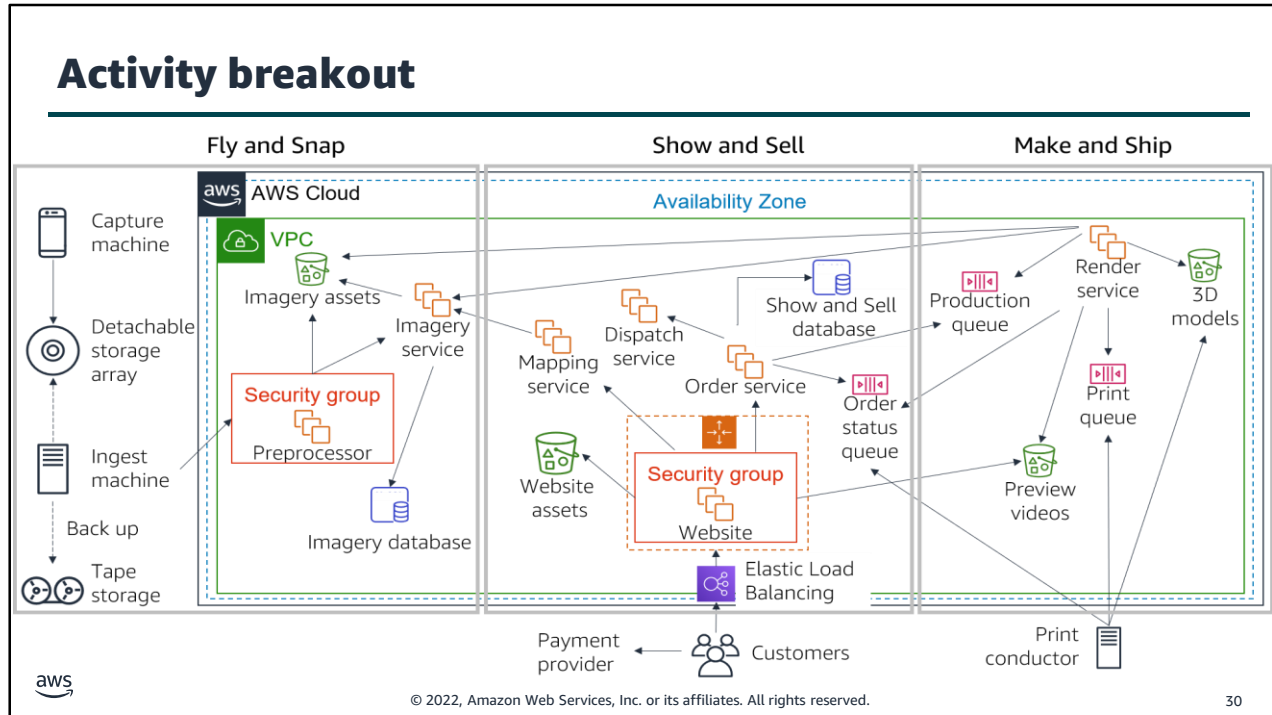 Activity breakout
Fly and Snap
Show and Sell
Make and Ship
aws
AWS Cloud
Availability Zone
VPC
Capture
machine
Detachable
storage
array
Ingest
machine
Back up
Tape
storage
Imagery assets
Imagery
service
Security group
Preprocessor
Imagery database
Mapping
service
Dispatch
service
Show and Sell
database
Order service
Order
status
queue
Website
assets
Security group
Website
Elastic Load
Balancing
Payment
provider
Customers
Production
queue
Render
service
3D
models
Print
queue
Preview
videos
Print
conductor
aws
© 2022, Amazon Web Services, Inc. or its affiliates. All rights reserved.
30